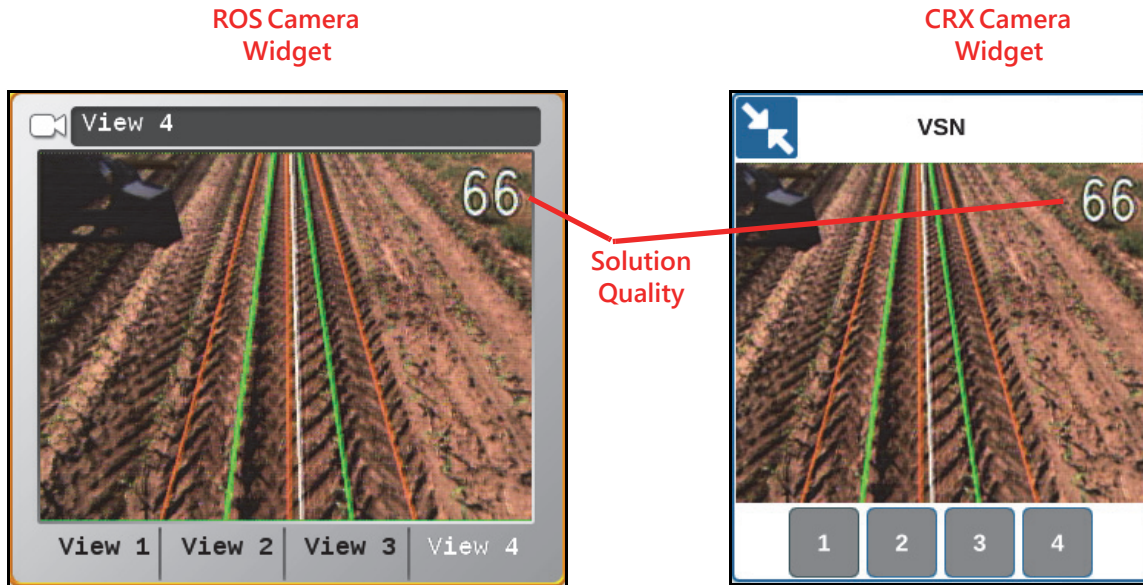 ROS Camera
Widget
CRX Camera
Widget
View 4
66
View 1
View 2
View 3
View 4
Solution
Quality
VSN
66
1
2
3
4